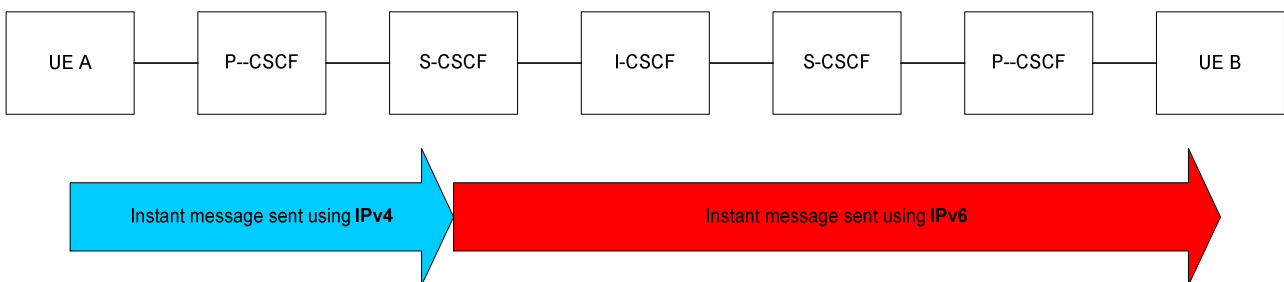 UE A
P--CSCF
S-CSCF
I-CSCF
S-CSCF
P--CSCF
UE B
Instant message sent using IPv4
Instant message sent using IPv6